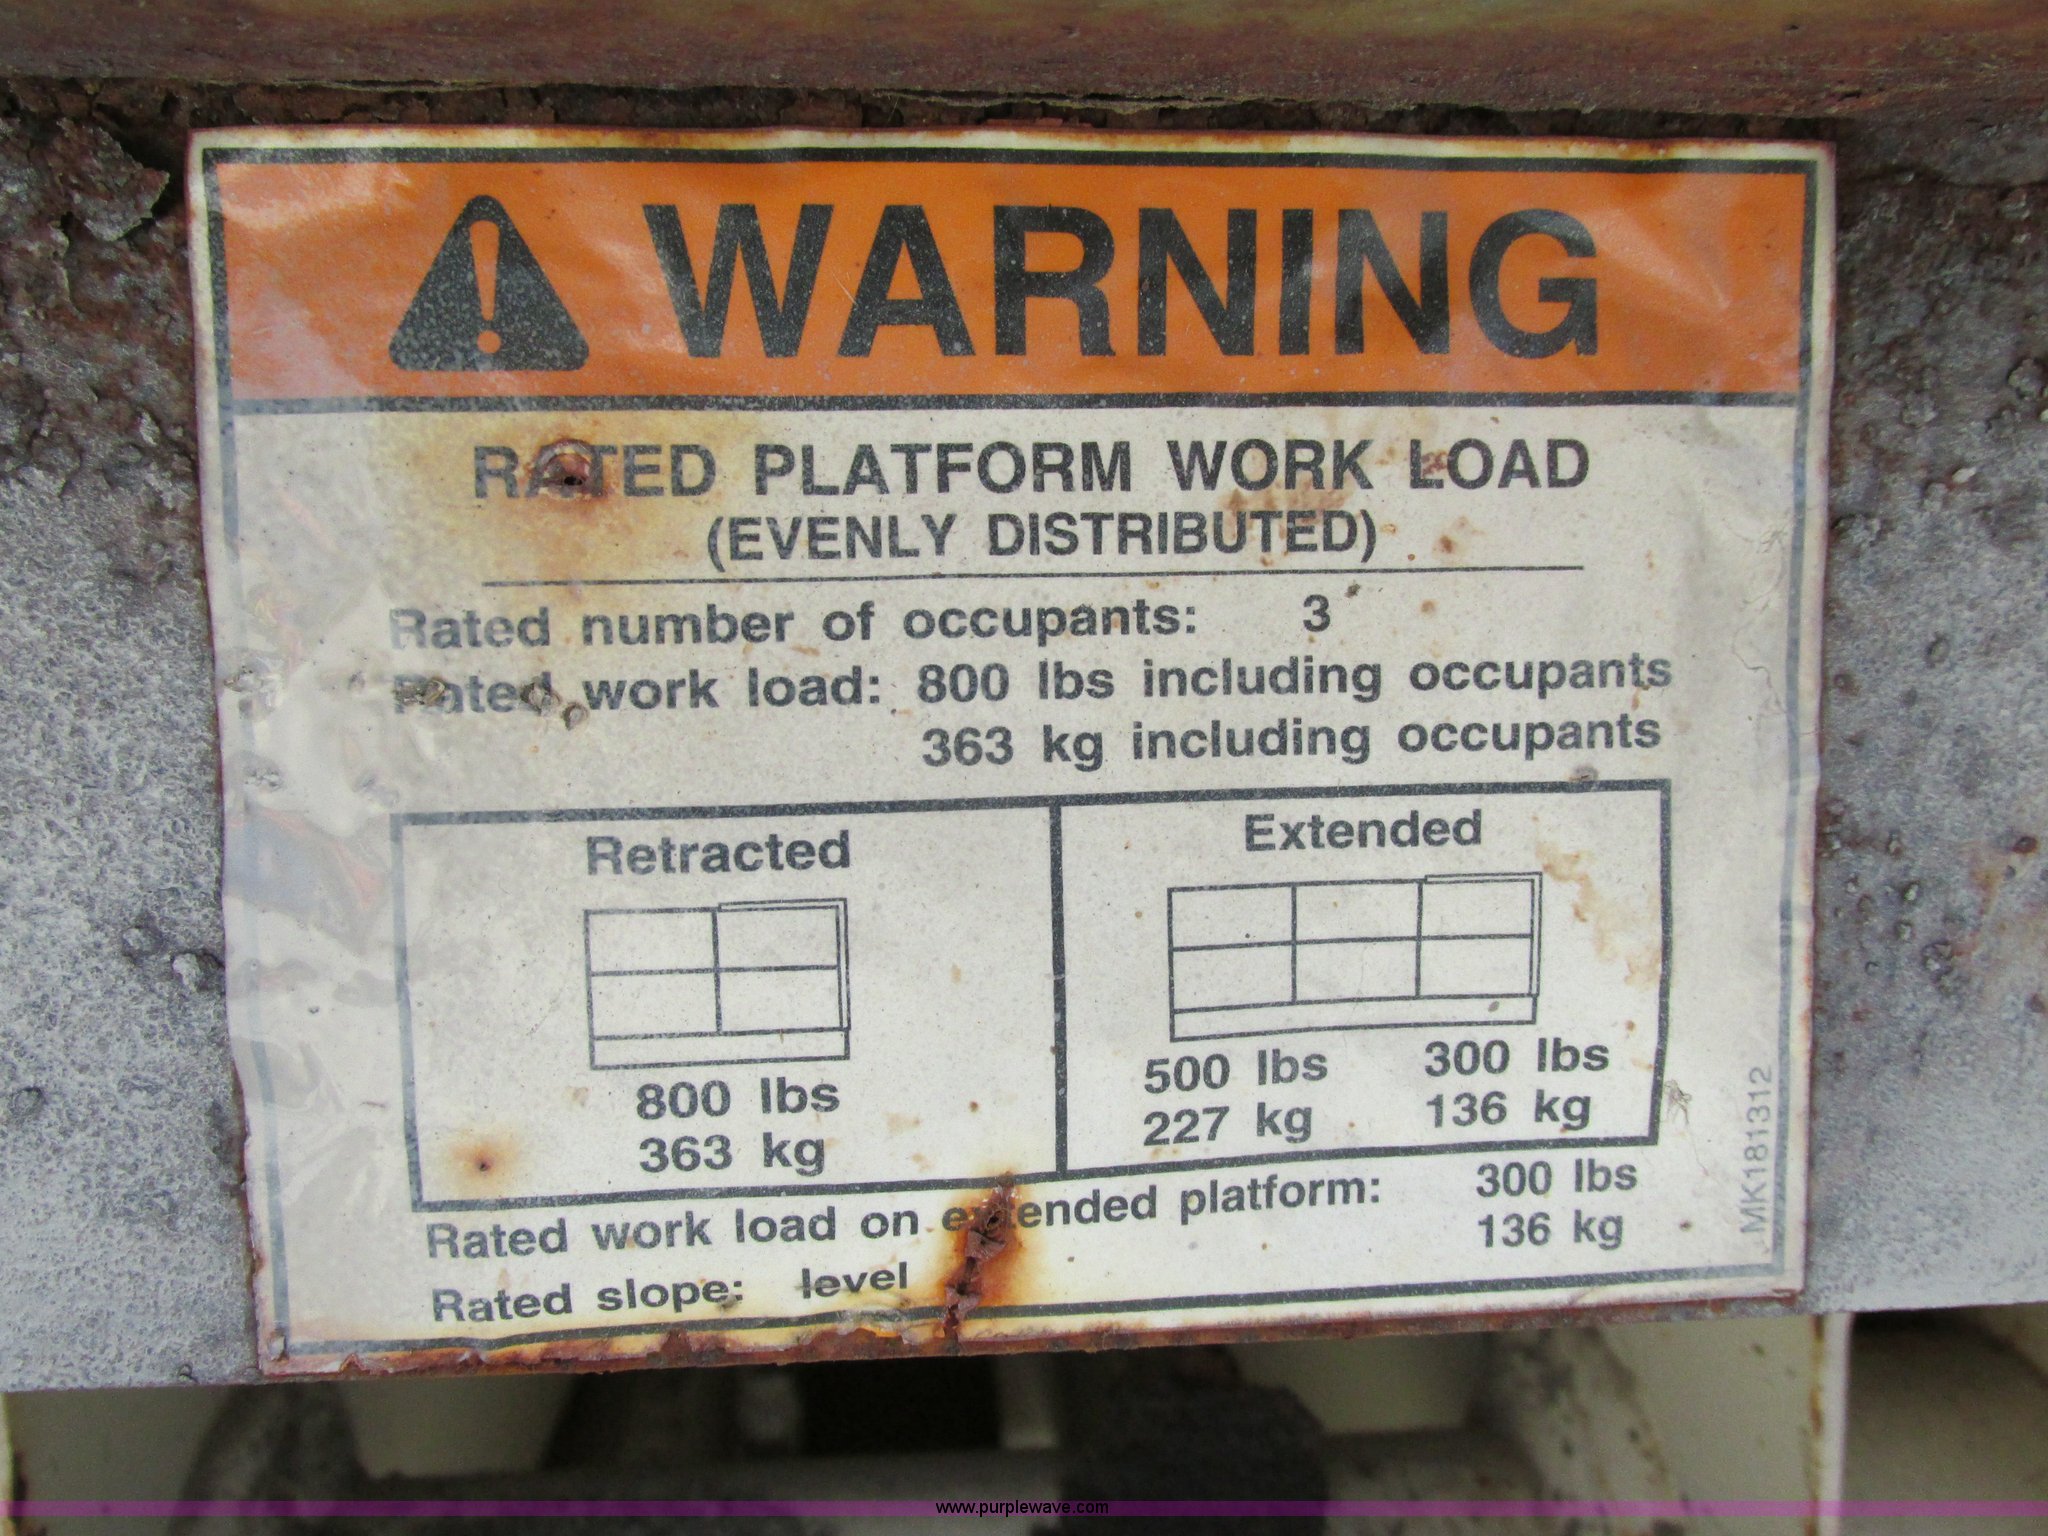 WARNING
RATED PLATFORM WORK LOAD
(EVENLY DISTRIBUTED)
Rated number of occupants: 3
Rated work load: 800 lbs including occupants
363 kg including occupants
Retracted
800 lbs
363 kg
Extended
500 lbs 300 lbs
227 kg 136 kg
Rated work load on extended platform: 300 lbs
136 kg
Rated slope: level
MK181312
www.purplewave.com